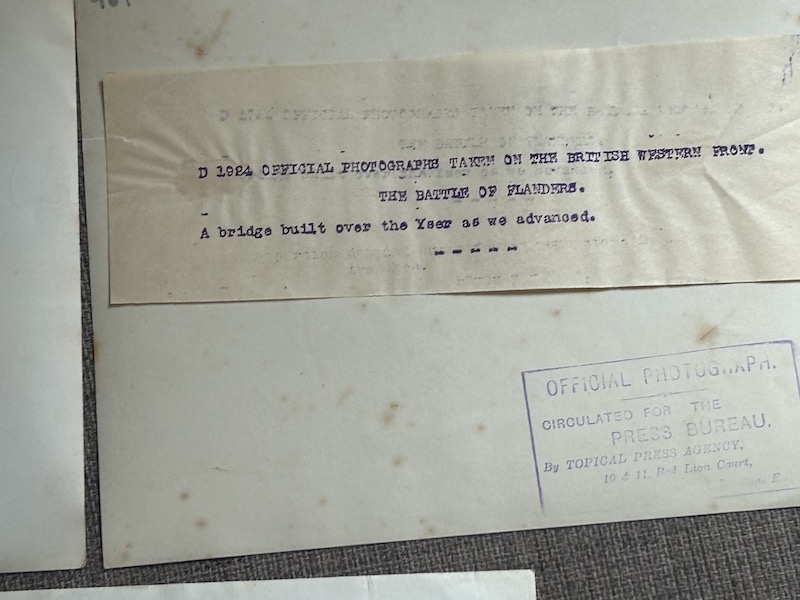 D 1924 OFFICIAL PHOTOGRAPHS TAKEN ON THE BRITISH WESTERN FRONT.
THE BATTLE OF FLANDERS.
A bridge built over the Yser as we advanced.
- - - - -
OFFICIAL PHOTOGRAPH.
CIRCULATED FOR THE
PRESS BUREAU.
By TOPICAL PRESS AGENCY,
10 & 11, Red Lion Court,